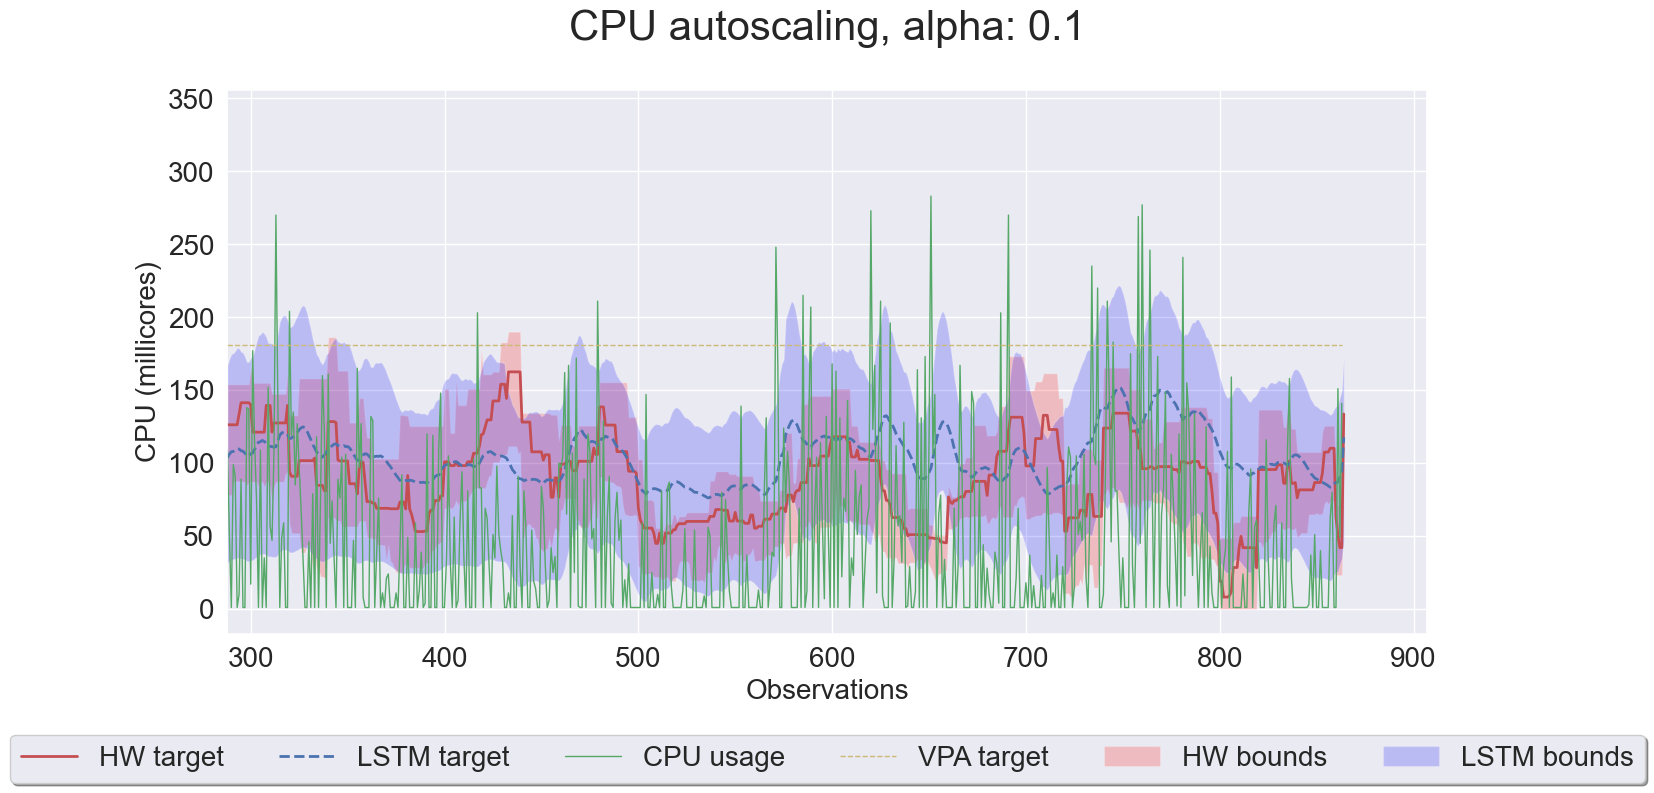 CPU autoscaling, alpha: 0.1
350
300
250
200
150
100
50
0
CPU (millicores)
300 400 500 600 700 800 900
Observations
HW target LSTM target CPU usage VPA target HW bounds LSTM bounds